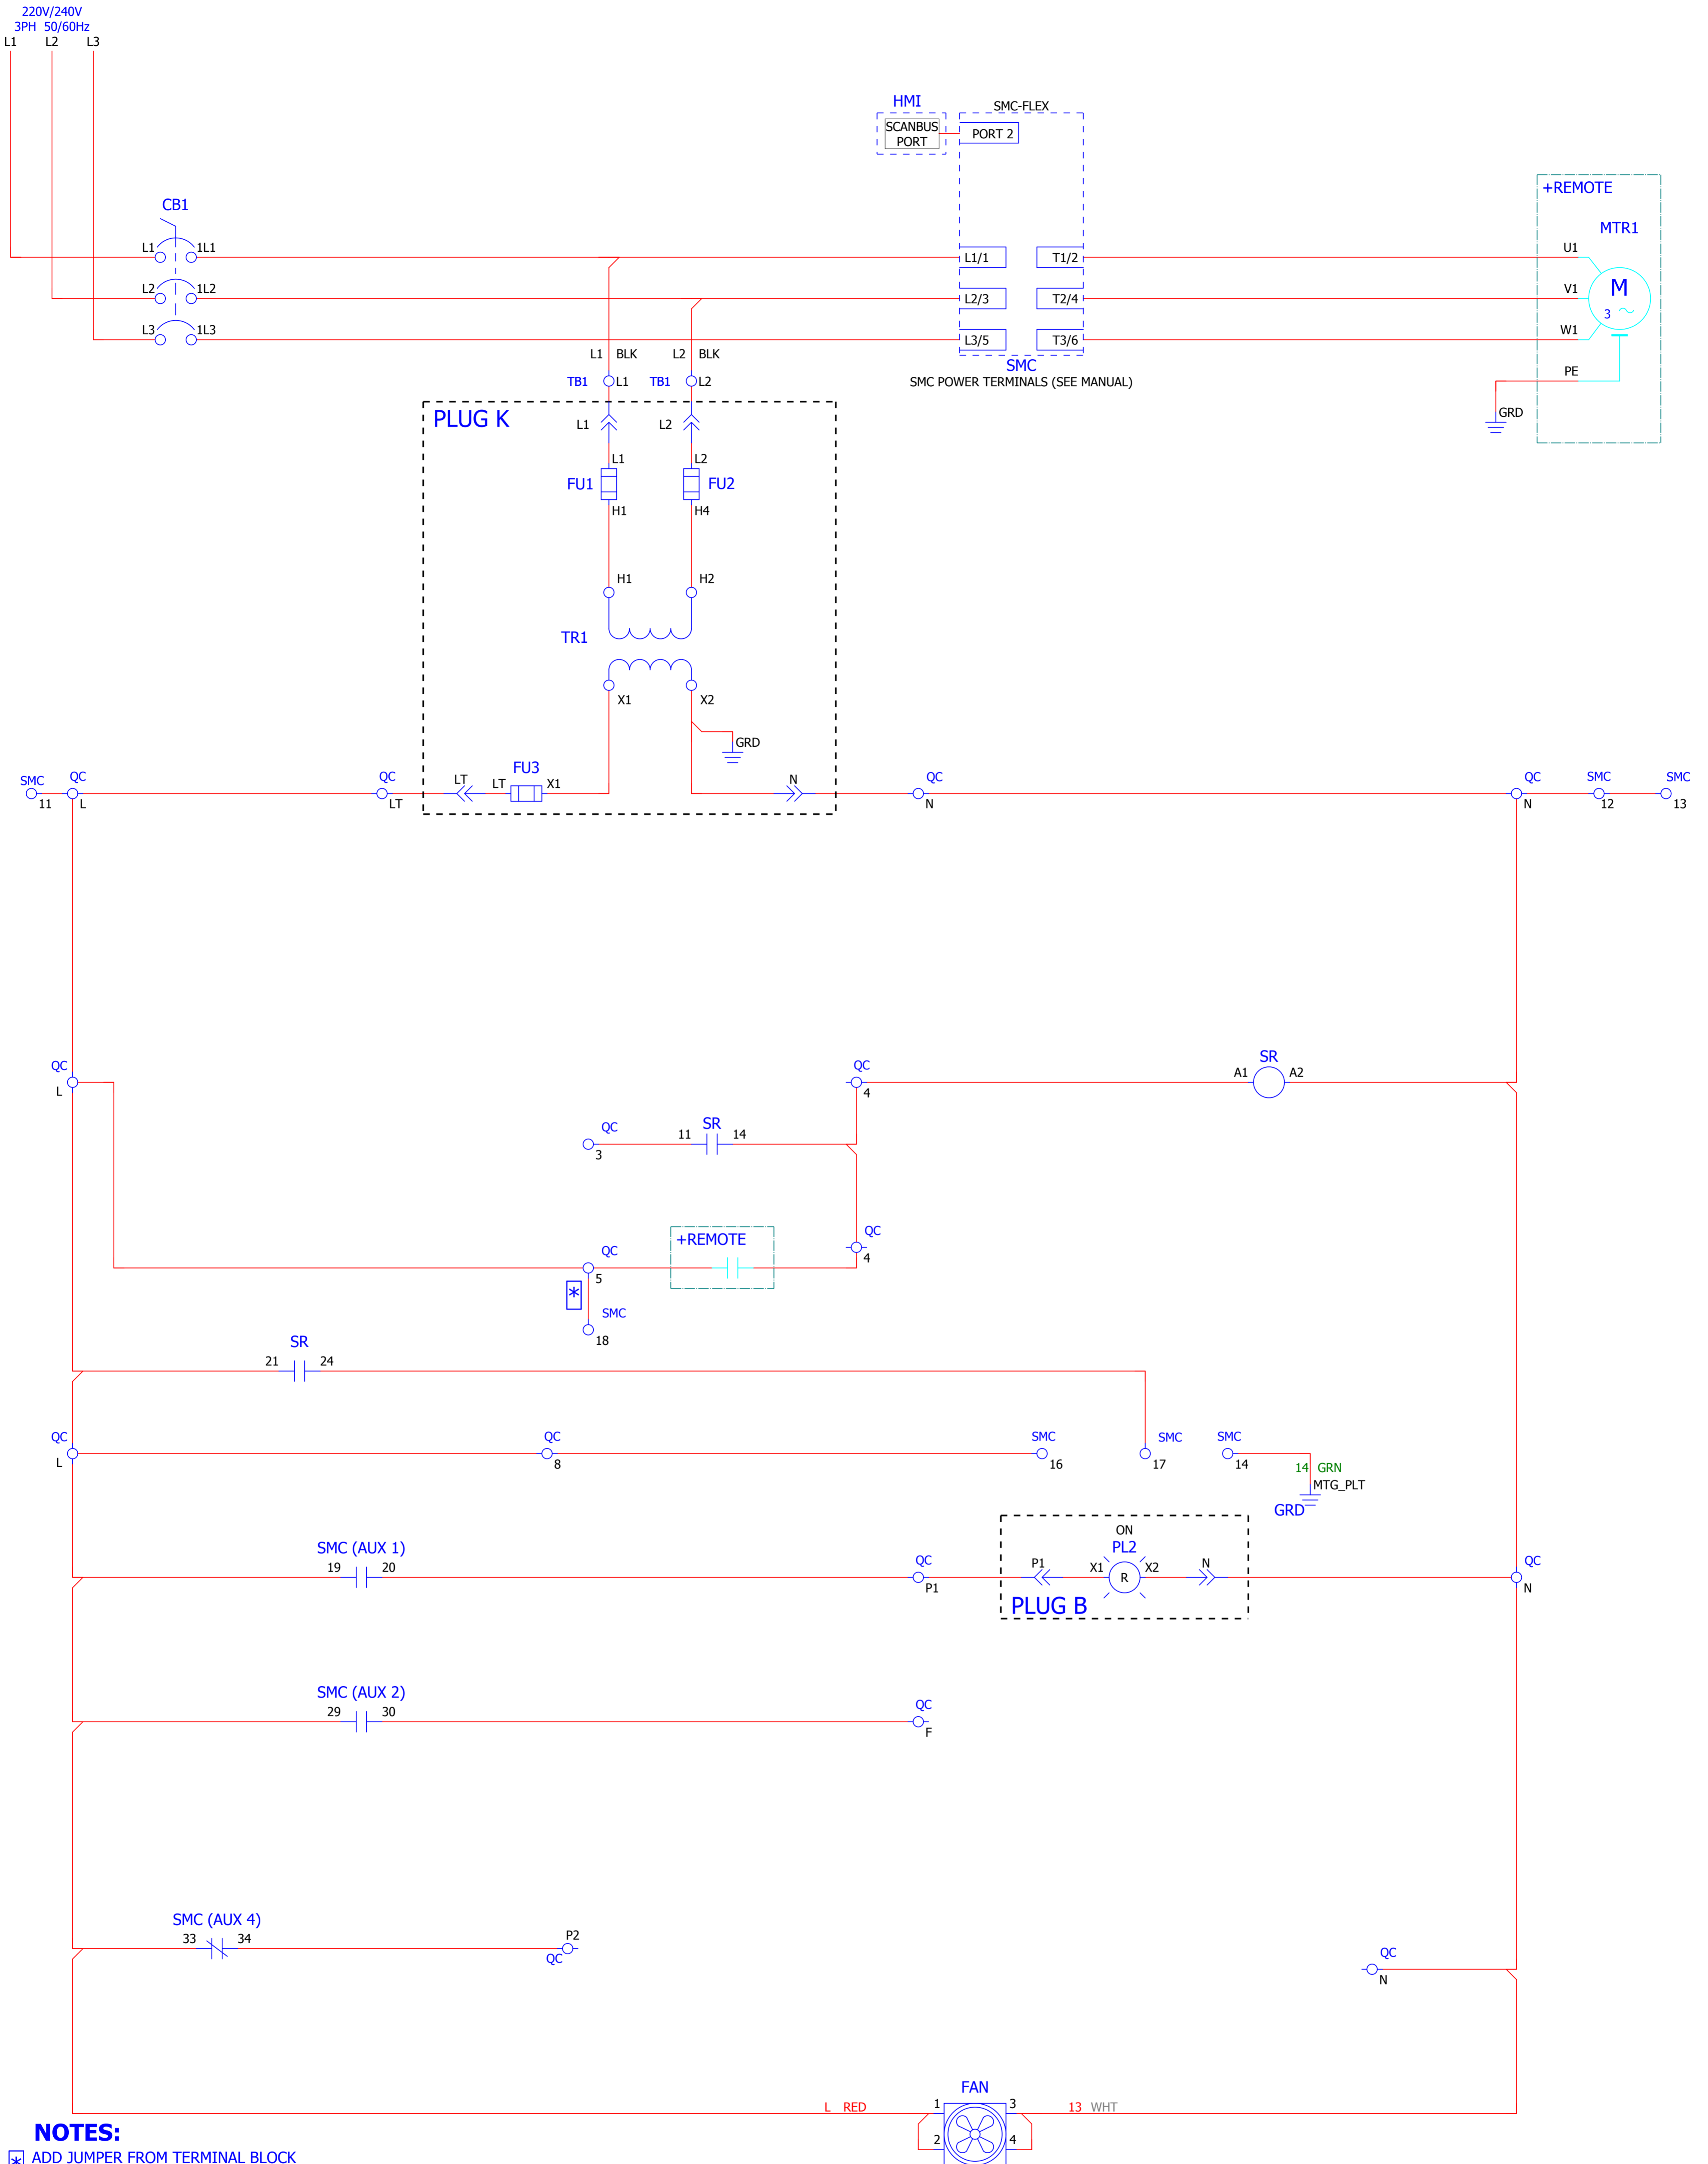 220V/240V
3PH 50/60Hz
L1 L2 L3
HMI
SMC-FLEX
SCANBUS
PORT
PORT 2
+REMOTE
MTR1
CB1
L1 1L1
L1/1 T1/2
U1
L2 1L2
L2/3 T2/4
V1
M
3
L3 1L3
L3/5 T3/6
W1
L1 BLK L2 BLK
SMC
SMC POWER TERMINALS (SEE MANUAL)
PE
GRD
TB1 L1 TB1 L2
PLUG K
L1 L2
L1 L2
FU1 FU2
H1 H4
H1 H2
TR1
X1 X2
GRD
FU3
SMC QC QC LT LT X1 N QC QC SMC SMC
11 L LT N N 12 13
QC QC SR
L 4 A1 A2
QC 11 SR 14
3
+REMOTE QC
QC 4
5
*
SMC
18
SR
21 24
QC QC SMC SMC SMC
L 8 16 17 14
14 GRN
MTG_PLT
GRD
ON
SMC (AUX 1) PL2
19 20 QC P1 X1 X2 N QC
R
P1 N
PLUG B
SMC (AUX 2)
29 30 QC
F
SMC (AUX 4)
33 34 P2
QC QC
N
FAN
L RED 1 3 13 WHT
2 4
NOTES:
* ADD JUMPER FROM TERMINAL BLOCK